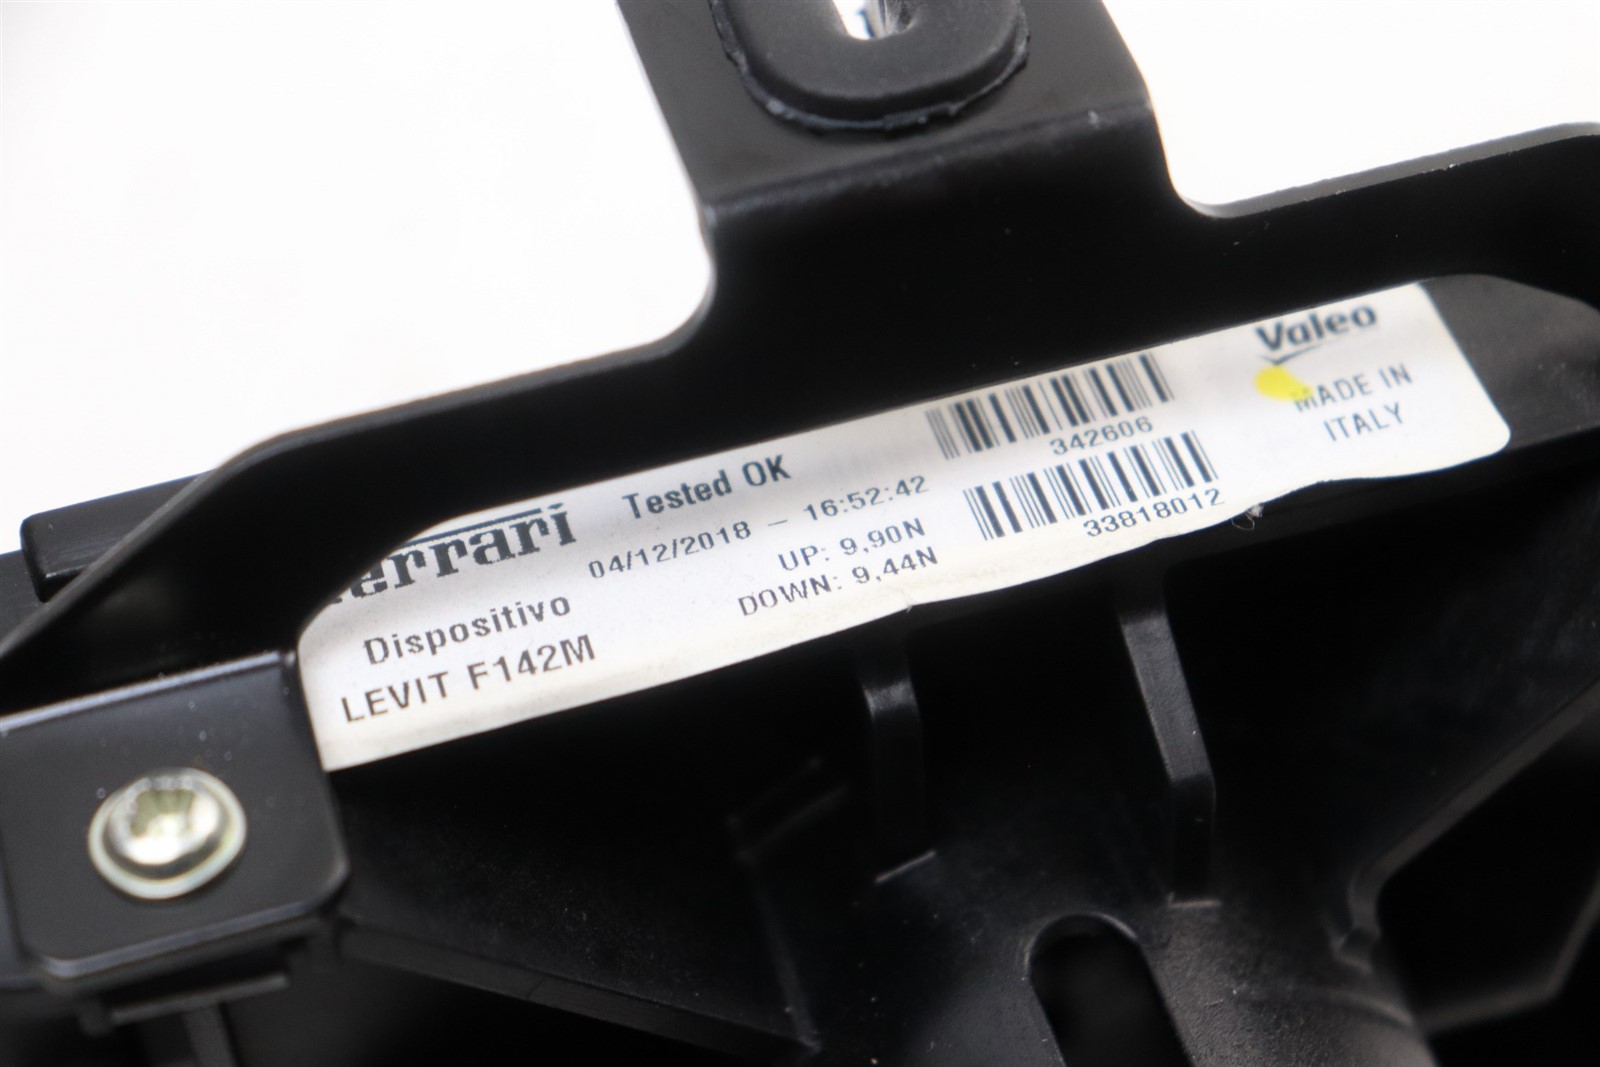 Ferrari
Tested OK
04/12/2018 - 16:52:42
Dispositivo
LEVIT F142M
UP: 9,90N
DOWN: 9,44N
342606
33818012
Valeo
MADE IN
ITALY